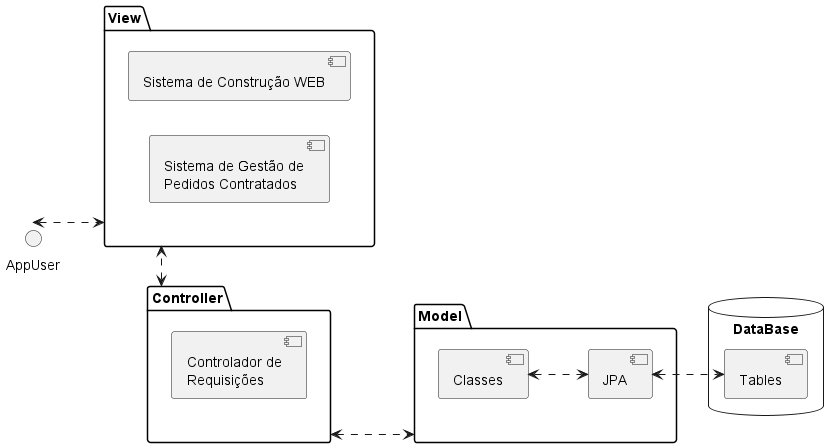 View
Sistema de Construção WEB
Sistema de Gestão de
Pedidos Contratados
AppUser
Controller
Controlador de
Requisições
Model
Classes
JPA
DataBase
Tables